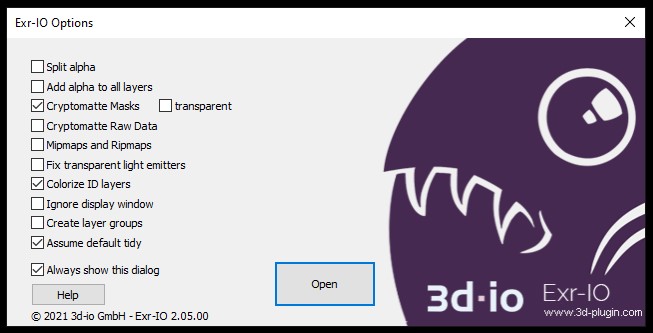 Exr-IO Options
Split alpha
Add alpha to all layers
Cryptomatte Masks transparent
Cryptomatte Raw Data
Mipmaps and Ripmaps
Fix transparent light emitters
Colorize ID layers
Ignore display window
Create layer groups
Assume default tidy
Always show this dialog
Open
Help
3d-io Exr-IO
www.3d-plugin.com
© 2021 3d-io GmbH - Exr-IO 2.05.00